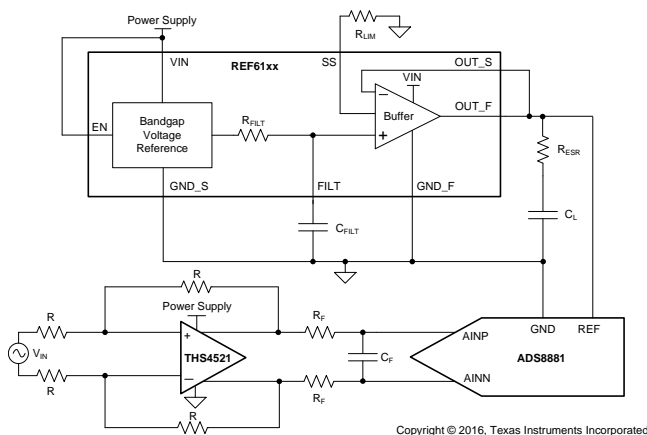 Power Supply
R_LIM
VIN
REF61xx
SS
OUT_S
VIN
OUT_F
EN
Bandgap
Voltage
Reference
R_FILT
−
Buffer
+
R_ESR
GND_S
FILT
GND_F
C_FILT
C_L
R
Power Supply
R
R_F
GND
REF
AINP
+
V_IN
THS4521
C_F
ADS8881
−
AINN
R
R_F
R
Copyright © 2016, Texas Instruments Incorporated